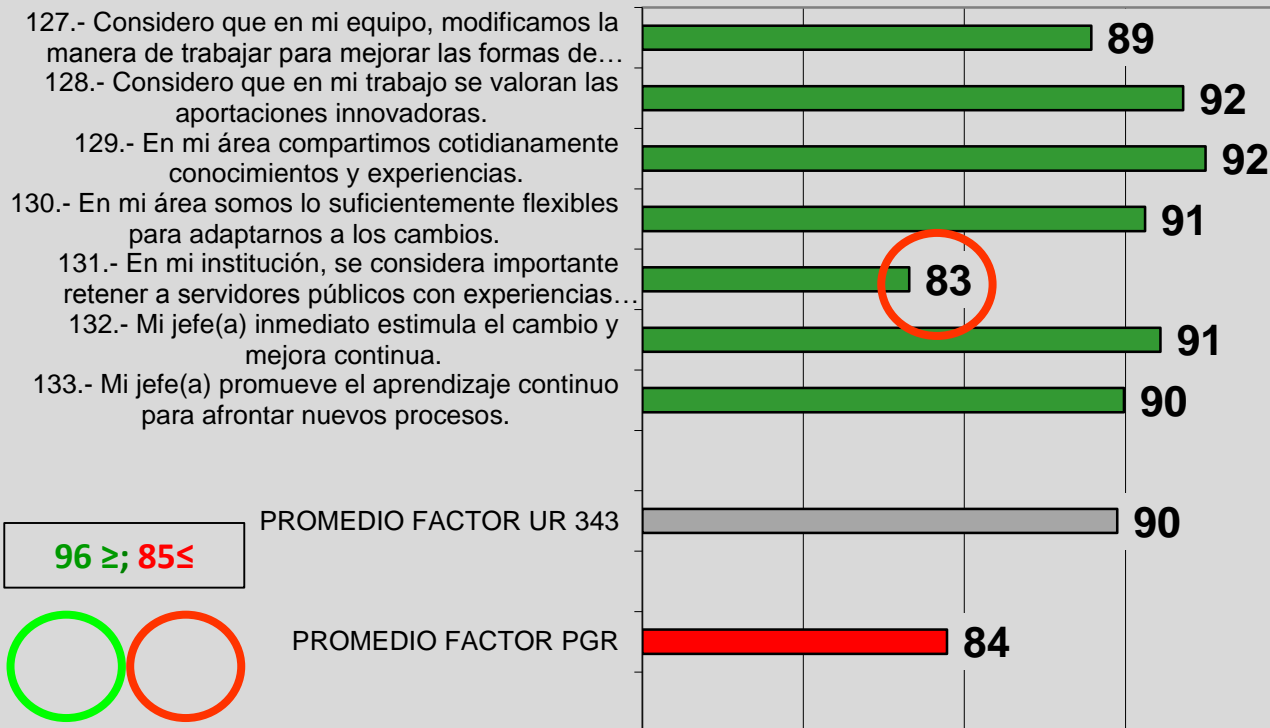 127.- Considero que en mi equipo, modificamos la
manera de trabajar para mejorar las formas de…
89
128.- Considero que en mi trabajo se valoran las
aportaciones innovadoras.
92
129.- En mi área compartimos cotidianamente
conocimientos y experiencias.
92
130.- En mi área somos lo suficientemente flexibles
para adaptarnos a los cambios.
91
131.- En mi institución, se considera importante
retener a servidores públicos con experiencias…
83
132.- Mi jefe(a) inmediato estimula el cambio y
mejora continua.
91
133.- Mi jefe(a) promueve el aprendizaje continuo
para afrontar nuevos procesos.
90
PROMEDIO FACTOR UR 343
90
96 ≥; 85≤
PROMEDIO FACTOR PGR
84